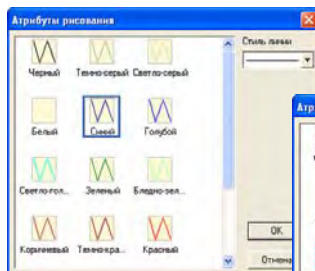 Атрибуты рисования
Стиль линии
Черный Темно-серый Светло-серый
Белый Синий Голубой
Атр
Светло-гол... Зеленый Бледно-зел...
Коричневый Темно-кра... Красный
OK
Отмена